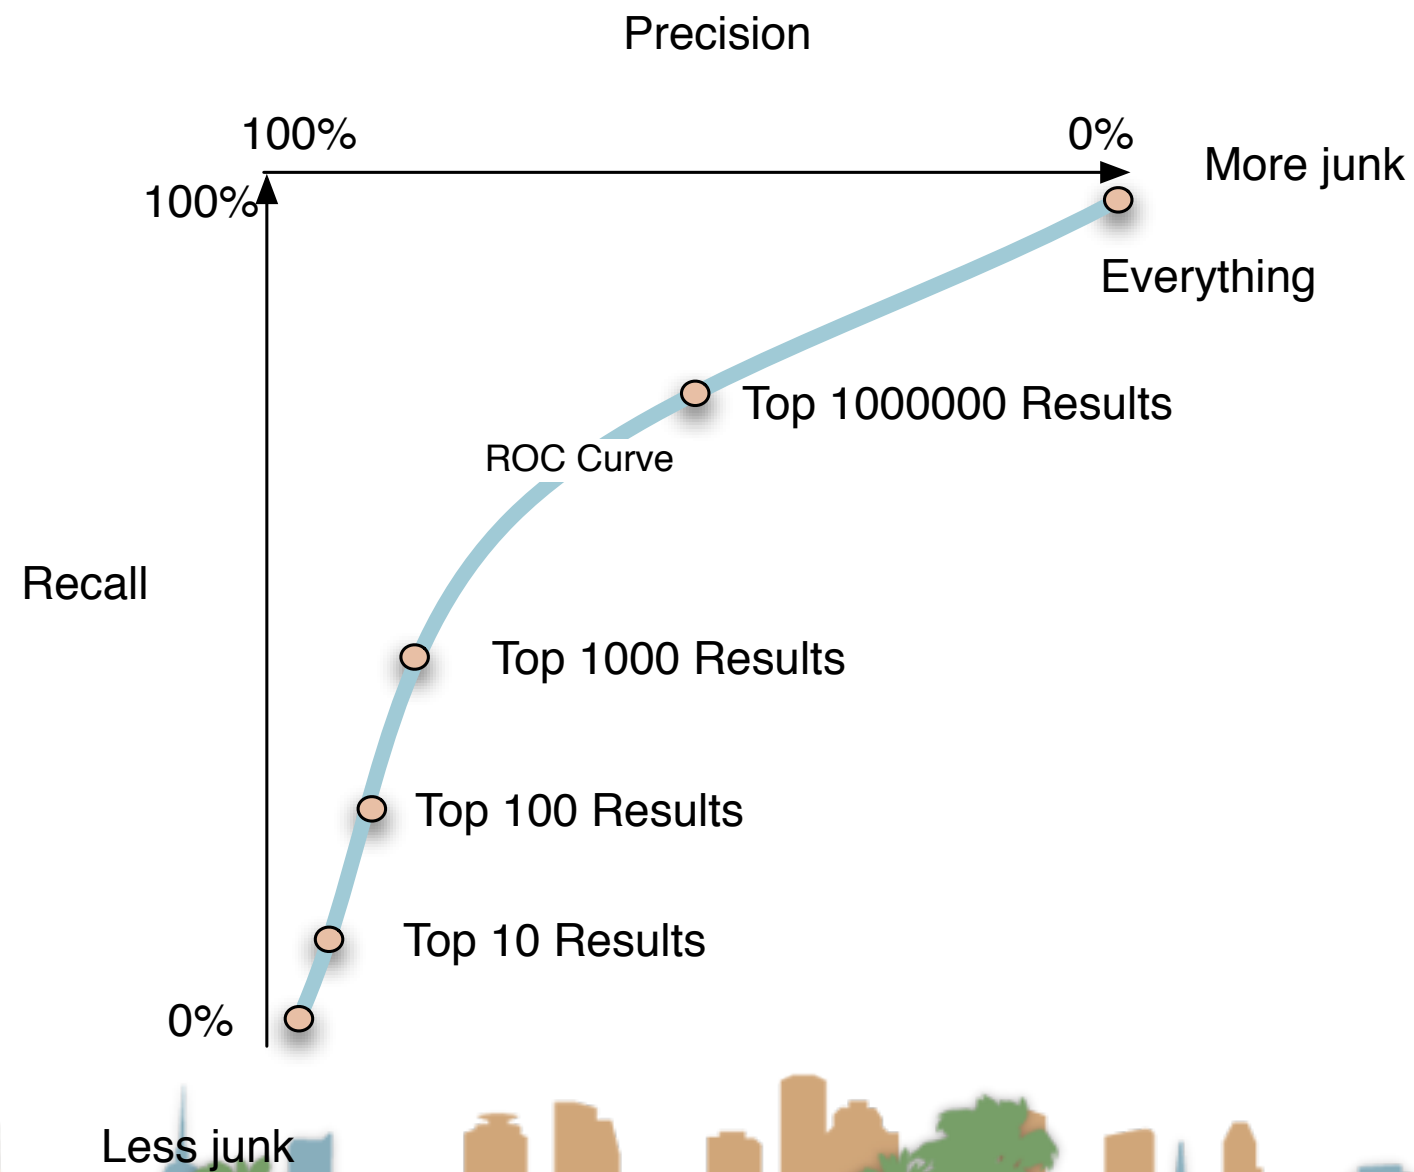 Precision
100%
0%
More junk
100%
Everything
Top 1000000 Results
ROC Curve
Recall
Top 1000 Results
Top 100 Results
Top 10 Results
0%
Less junk